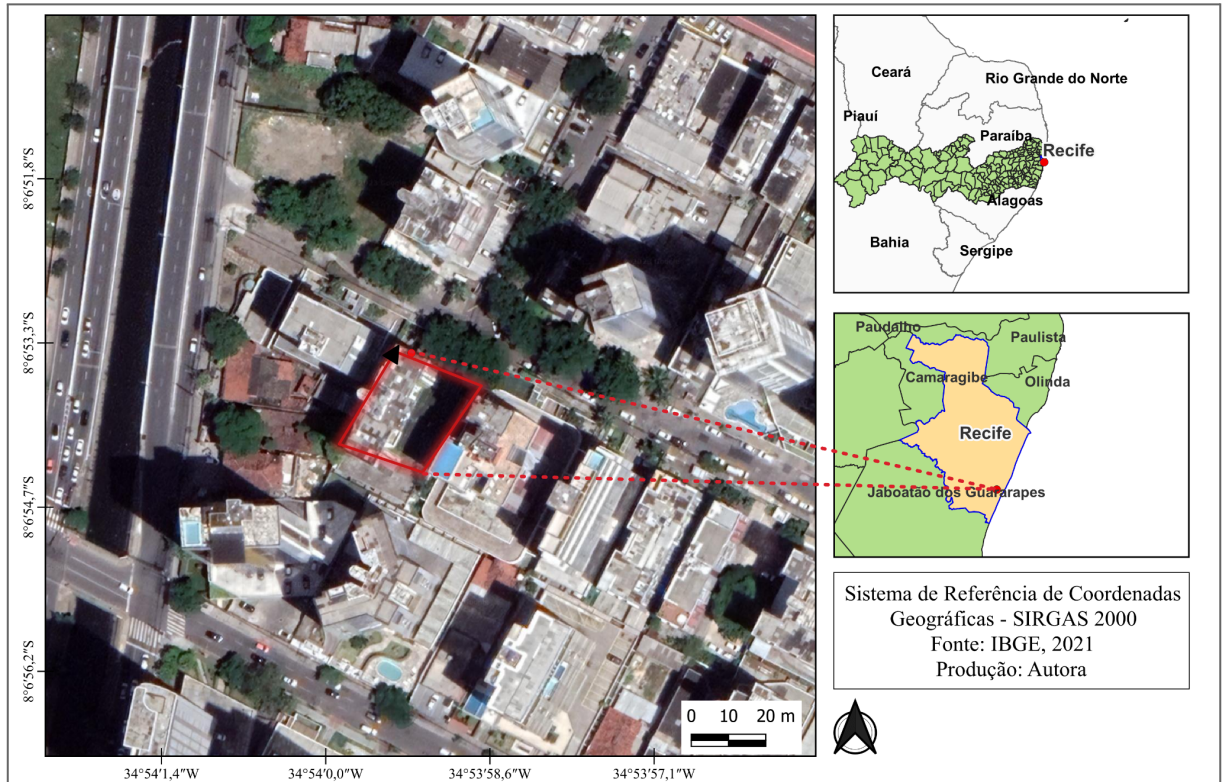 8°6'51,8"S
8°6'53,3"S
8°6'54,7"S
8°6'56,2"S
34°54'1,4"W
34°54'0,0"W
34°53'58,6"W
34°53'57,1"W
0 10 20 m
Ceará
Rio Grande do Norte
Piauí
Paraíba
Recife
Alagoas
Bahia
Sergipe
Paudalho
Paulista
Camaragibe
Olinda
Recife
Jaboatão dos Guararapes
Sistema de Referência de Coordenadas
Geográficas - SIRGAS 2000
Fonte: IBGE, 2021
Produção: Autora